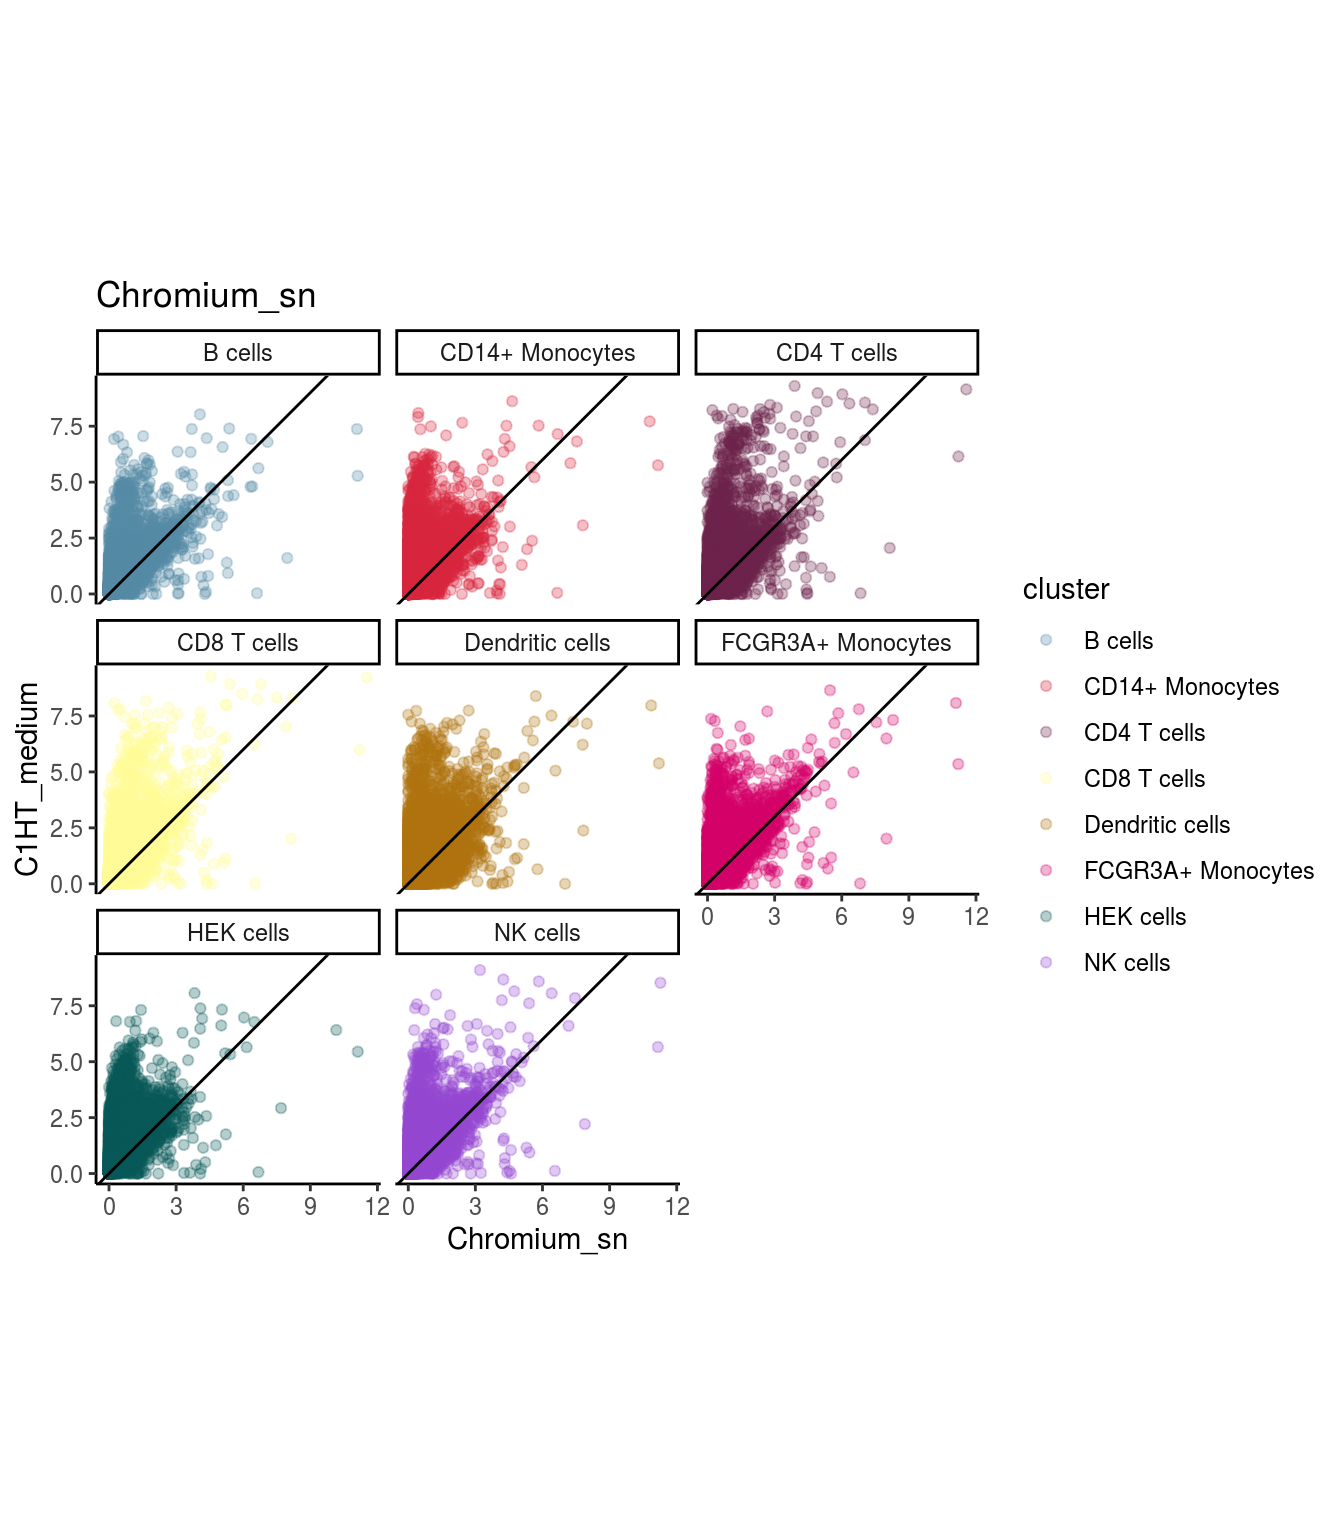 Chromium_sn
B cells
CD14+ Monocytes
CD4 T cells
7.5
5.0
2.5
0.0
CD8 T cells
Dendritic cells
FCGR3A+ Monocytes
7.5
5.0
2.5
0.0
0 3 6 9 12
HEK cells
NK cells
7.5
5.0
2.5
0.0
0 3 6 9 12
0 3 6 9 12
Chromium_sn
C1HT_medium
cluster
B cells
CD14+ Monocytes
CD4 T cells
CD8 T cells
Dendritic cells
FCGR3A+ Monocytes
HEK cells
NK cells